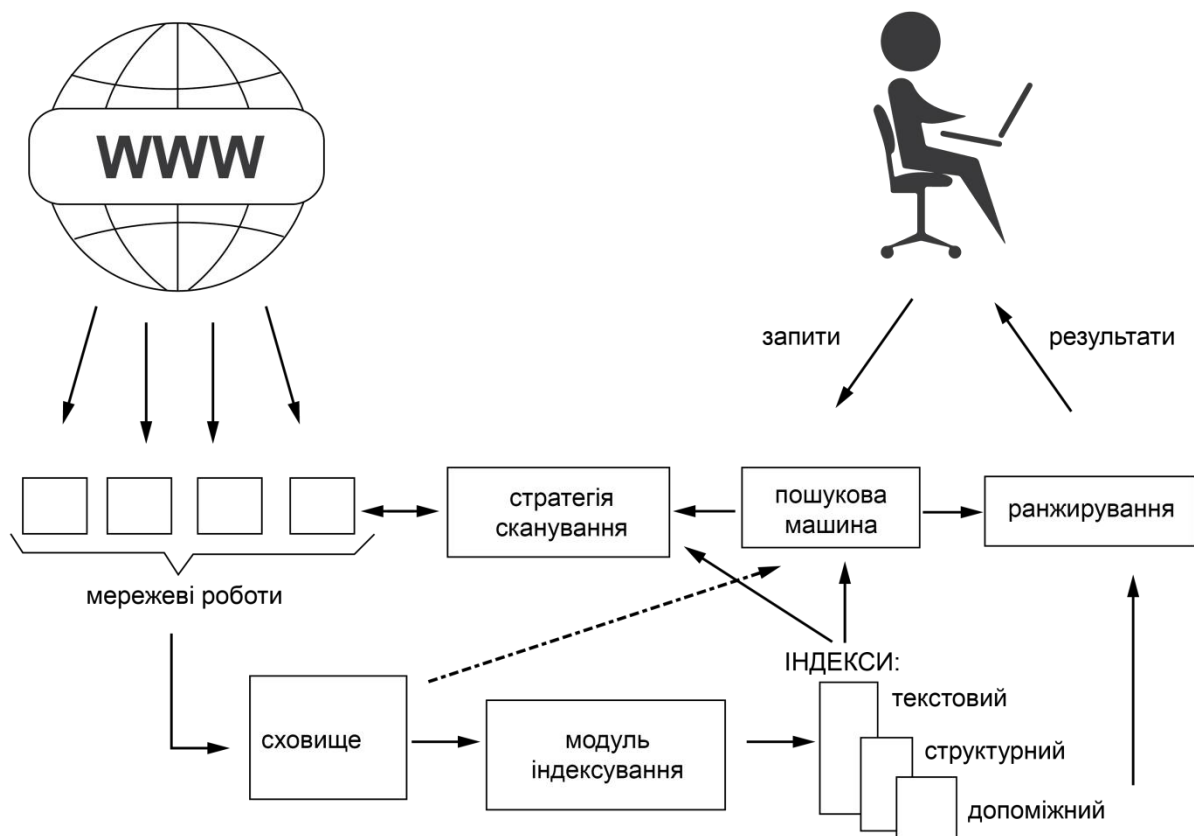 WWW
запити
результати
стратегія
сканування
пошукова
машина
ранжирування
мережеві роботи
ІНДЕКСИ:
текстовий
сховище
модуль
індексування
структурний
допоміжний